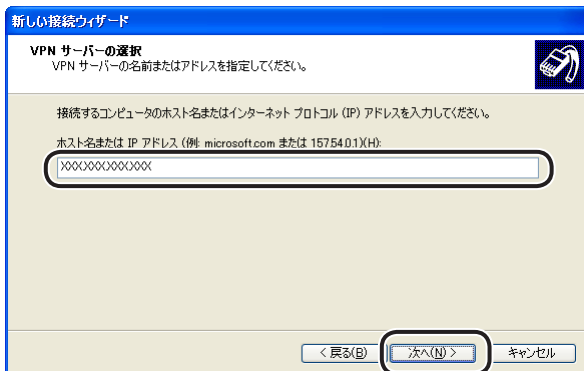 新しい接続ウィザード
VPN サーバーの選択
VPN サーバーの名前またはアドレスを指定してください。
接続するコンピュータのホスト名またはインターネット プロトコル (IP) アドレスを入力してください。
ホスト名または IP アドレス (例: microsoft.com または 157.54.0.1)(H):
XXX.XXX.XXX.XXX
< 戻る(B)
次へ(N) >
キャンセル